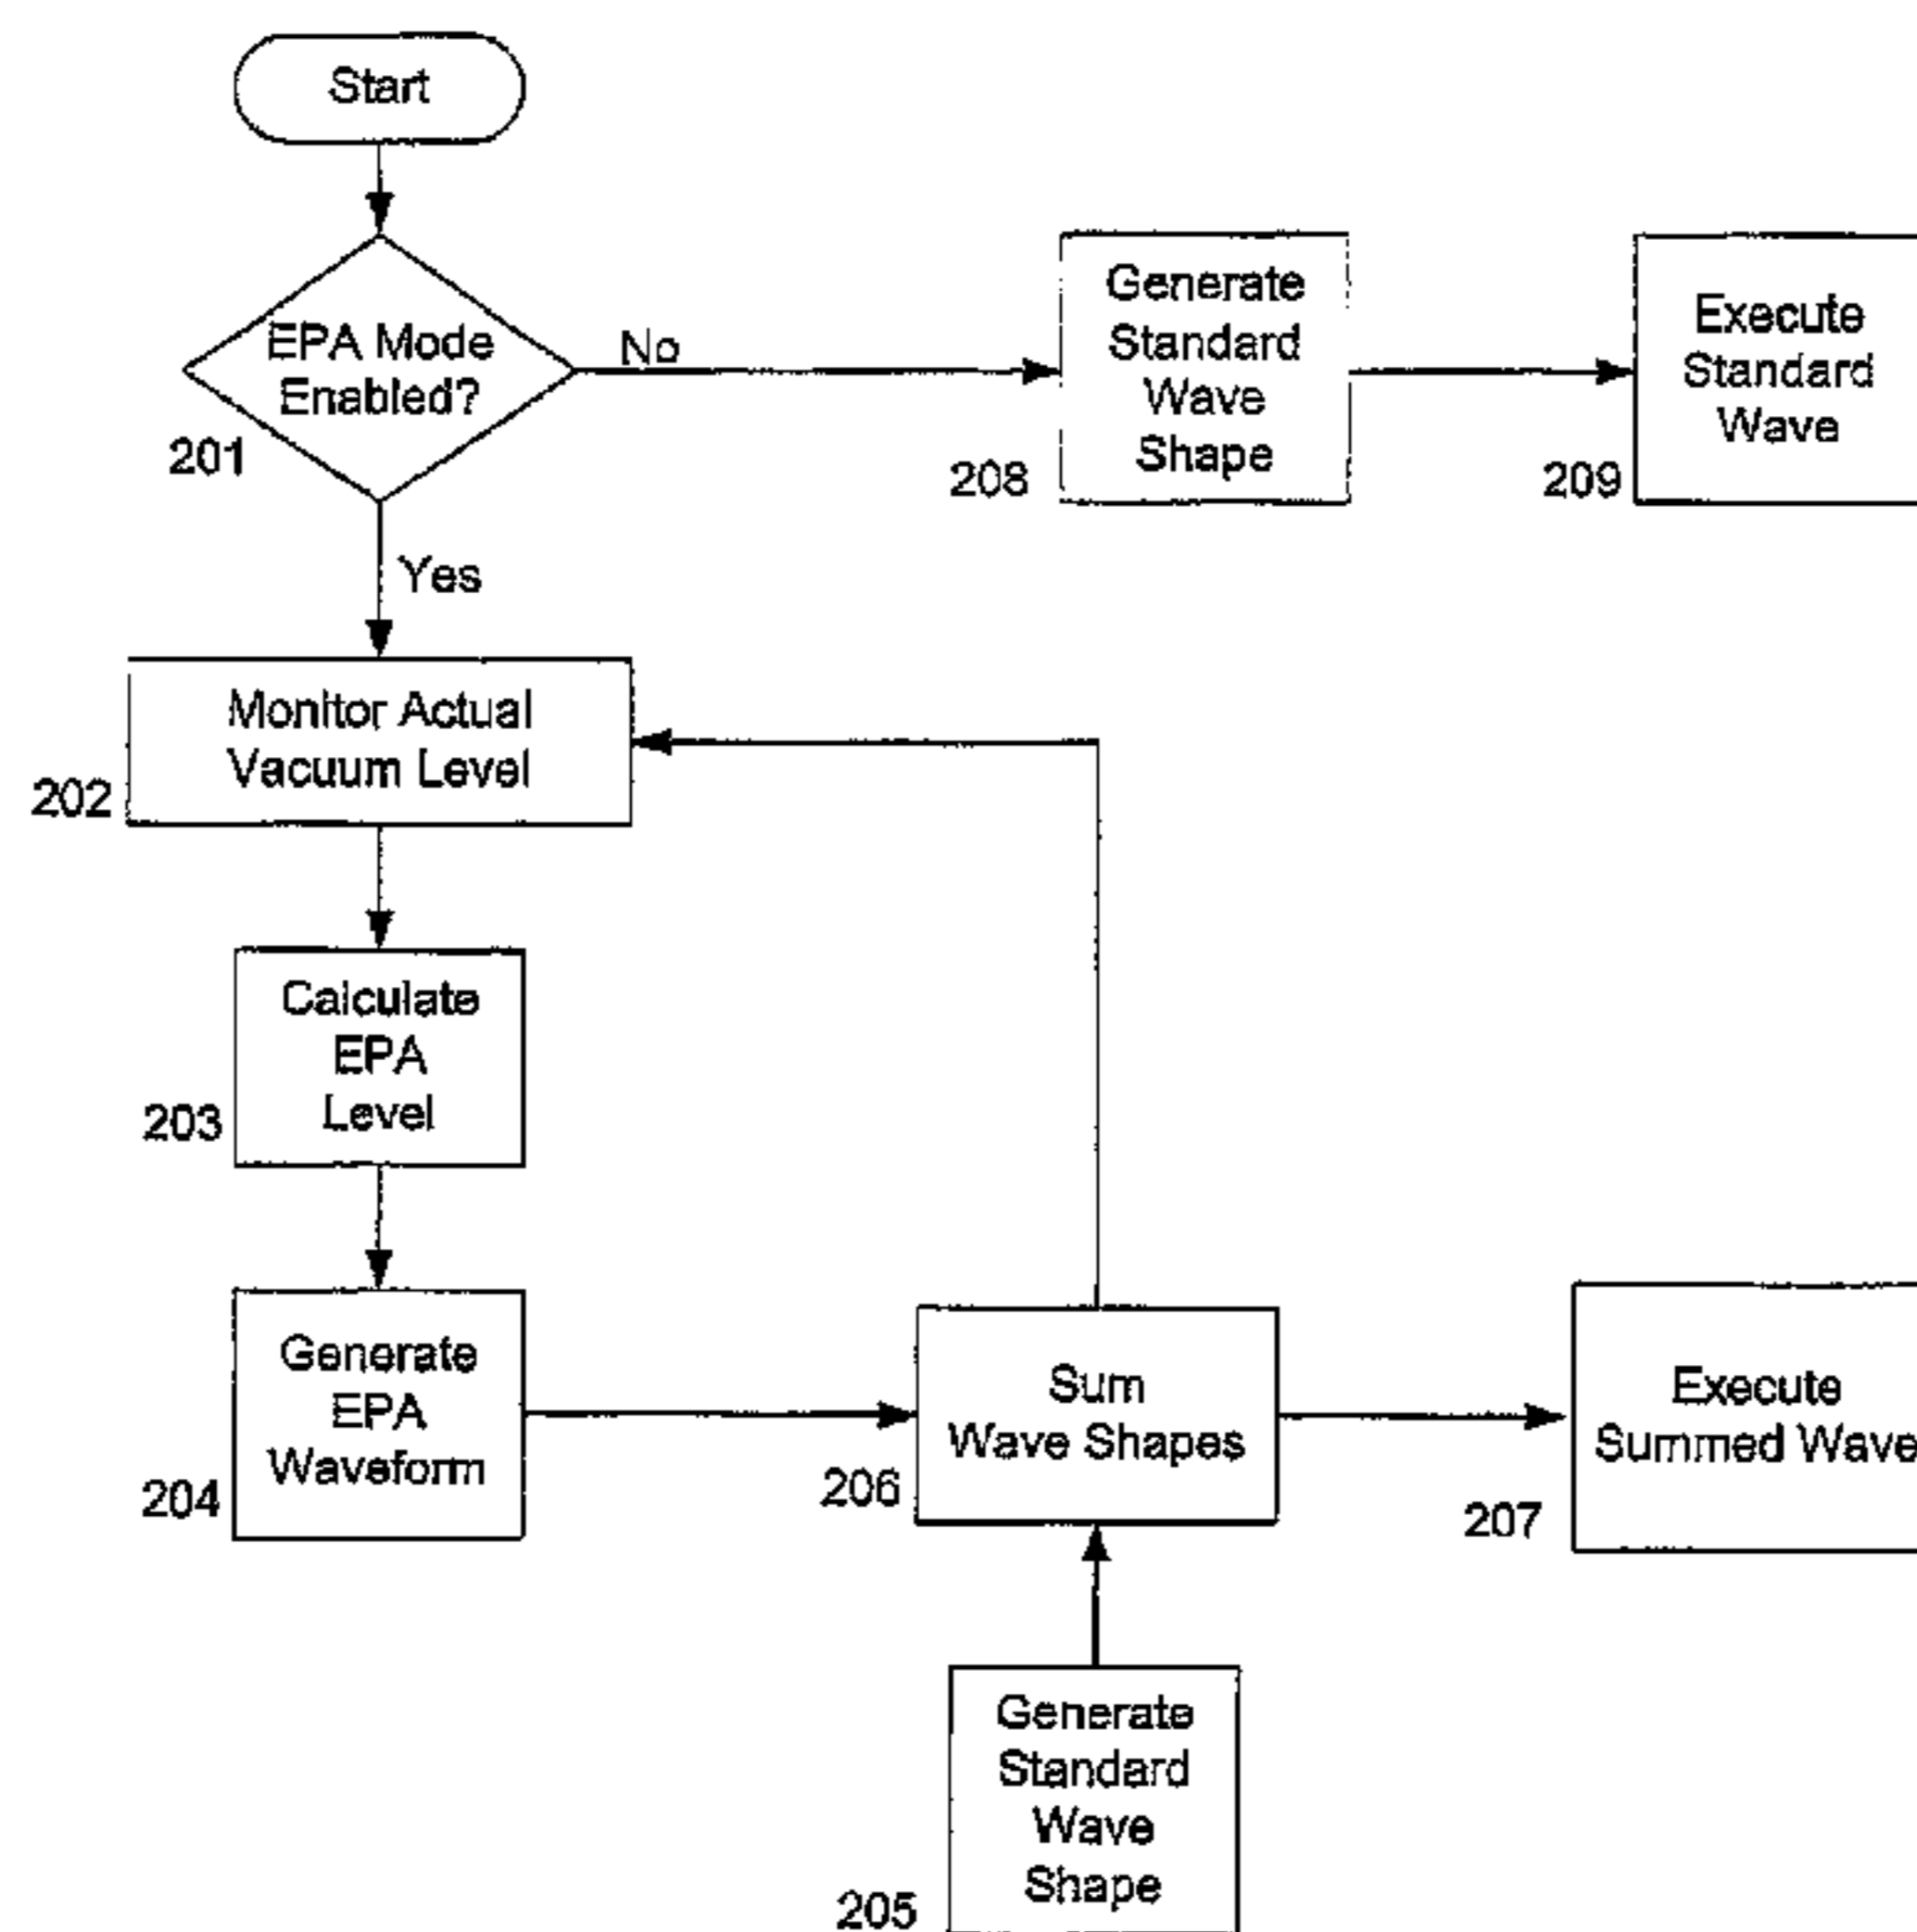 Start
EPA Mode
Enabled?
201
No
Generate
Standard
Wave
Shape
208
Execute
Standard
Wave
209
Yes
Monitor Actual
Vacuum Level
202
Calculate
EPA
Level
203
Generate
EPA
Waveform
204
Sum
Wave Shapes
206
Execute
Summed Wave
207
Generate
Standard
Wave
Shape
205